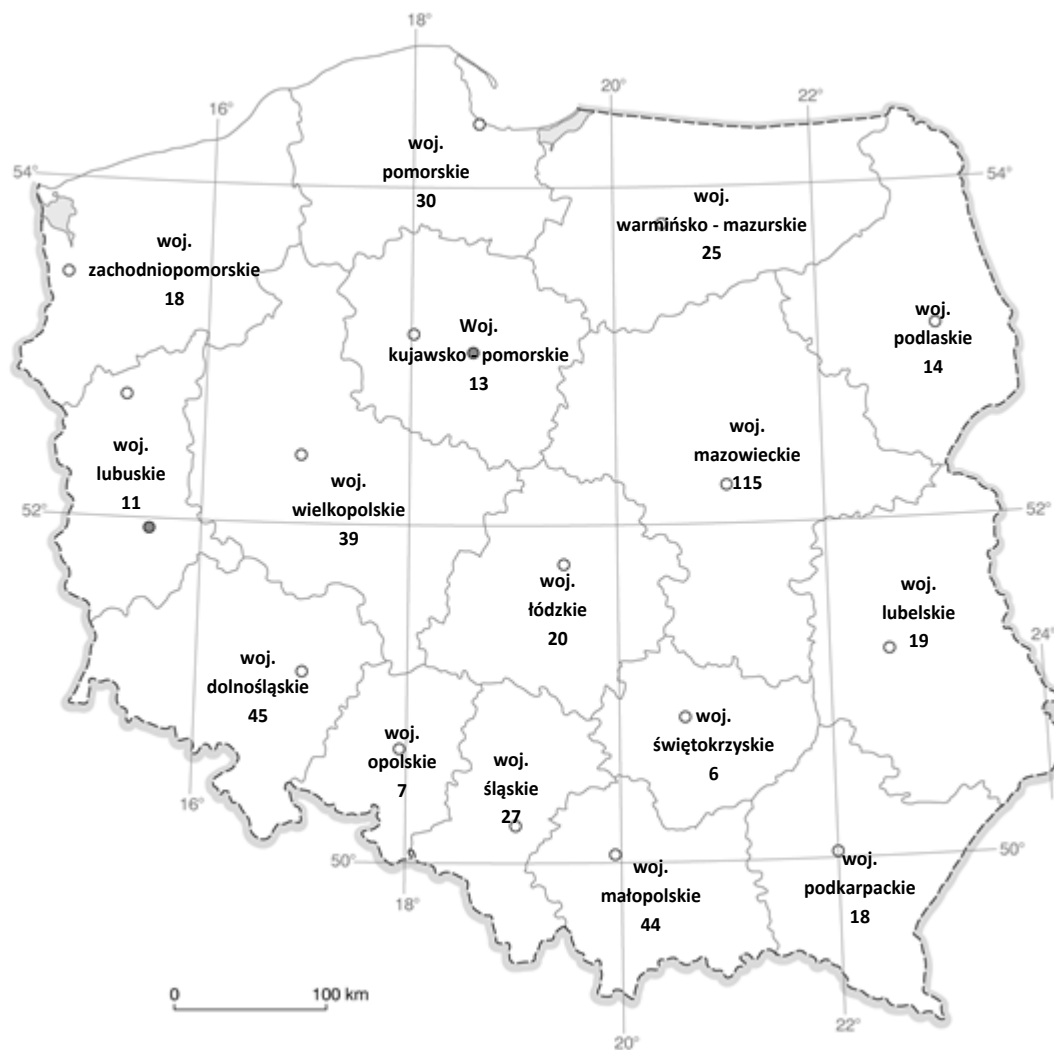 18°
20°
16°
22°
woj.
pomorskie
30
54°
54°
woj.
warmińsko - mazurskie
25
woj.
zachodniopomorskie
18
Woj.
kujawsko pomorskie
13
woj.
podlaskie
14
woj.
lubuskie
11
woj.
wielkopolskie
39
woj.
mazowieckie
115
52°
52°
woj.
łódzkie
20
woj.
lubelskie
19
24°
woj.
dolnośląskie
45
woj.
opolskie
7
woj.
śląskie
27
woj.
świętokrzyskie
6
16°
50°
50°
woj.
małopolskie
44
woj.
podkarpackie
18
18°
0 100 km
20°
22°